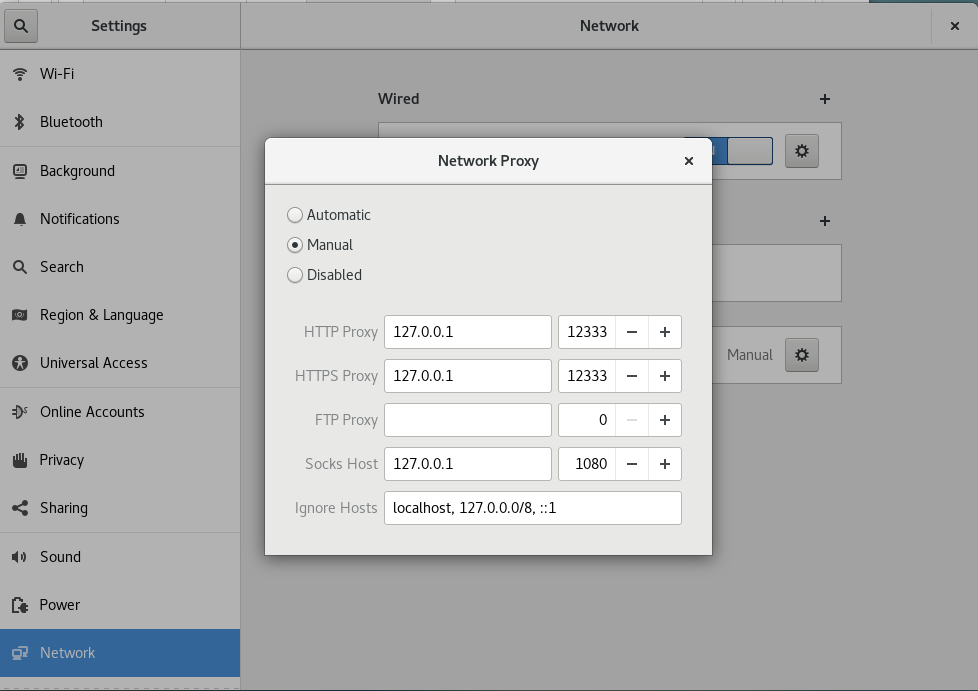 Settings
Network
Wi-Fi
Bluetooth
Background
Notifications
Search
Region & Language
Universal Access
Online Accounts
Privacy
Sharing
Sound
Power
Network
Wired
Manual
Network Proxy
Automatic
Manual
Disabled
HTTP Proxy 127.0.0.1 12333
HTTPS Proxy 127.0.0.1 12333
FTP Proxy 0
Socks Host 127.0.0.1 1080
Ignore Hosts localhost, 127.0.0.0/8, ::1